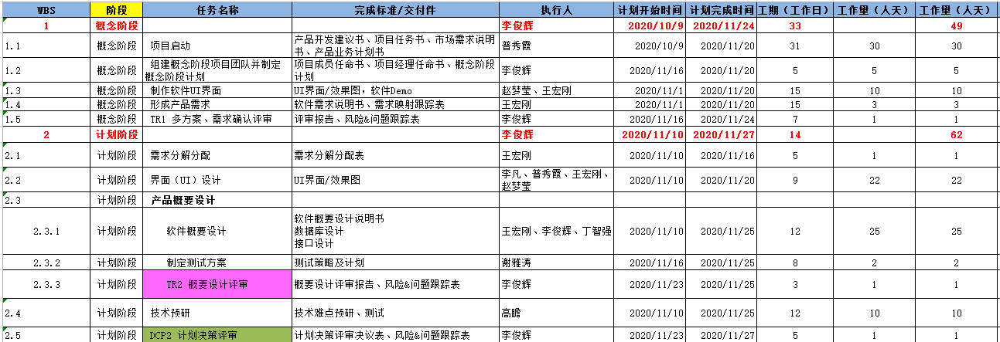 WBS 阶段 任务名称 完成标准/交付件 执行人 计划开始时间 计划完成时间 工期（工作日） 工作量（人天） 工作量（人天）
1 概念阶段 李俊辉 2020/10/9 2020/11/24 33 49
1.1 概念阶段 项目启动 产品开发建议书、项目任务书、市场需求说明 普秀霞 2020/10/9 2020/11/20 31 30 30
书、产品业务计划书
1.2 概念阶段 组建概念阶段项目团队并制定 项目成员任命书、项目经理任命书、概念阶段 李俊辉 2020/11/16 2020/11/20 5 5 5
概念阶段计划 计划
1.3 概念阶段 制作软件UI界面 UI界面/效果图，软件Demo 赵梦莹、王宏刚 2020/11/1 2020/11/20 15 10 10
1.4 概念阶段 形成产品需求 软件需求说明书、需求映射跟踪表 王宏刚 2020/11/1 2020/11/20 15 3 3
1.5 概念阶段 TR1 多方案、需求确认评审 评审报告、风险&问题跟踪表 李俊辉 2020/11/16 2020/11/24 7 1 1
2 计划阶段 李俊辉 2020/11/10 2020/11/27 14 62
2.1 计划阶段 需求分解分配 需求分解分配表 王宏刚 2020/11/10 2020/11/16 5 1 1
2.2 计划阶段 界面（UI）设计 UI界面/效果图 李凡、普秀霞、王宏刚、 2020/11/10 2020/11/20 9 22 22
赵梦莹
2.3 计划阶段 产品概要设计
2.3.1 计划阶段 软件概要设计 软件概要设计说明书 王宏刚、李俊辉、丁智强 2020/11/10 2020/11/25 12 25 25
数据库设计
接口设计
2.3.2 计划阶段 制定测试方案 测试策略及计划 谢雅涛 2020/11/16 2020/11/25 8 2 2
2.3.3 计划阶段 TR2 概要设计评审 概要设计评审报告、风险&问题跟踪表 李俊辉 2020/11/23 2020/11/25 3 1 1
2.4 计划阶段 技术预研 技术难点预研、测试 高瞻 2020/11/10 2020/11/25 12 10 10
2.5 计划阶段 DCP2 计划决策评审 计划决策评审决议表、风险&问题跟踪表 李俊辉 2020/11/23 2020/11/27 5 1 1